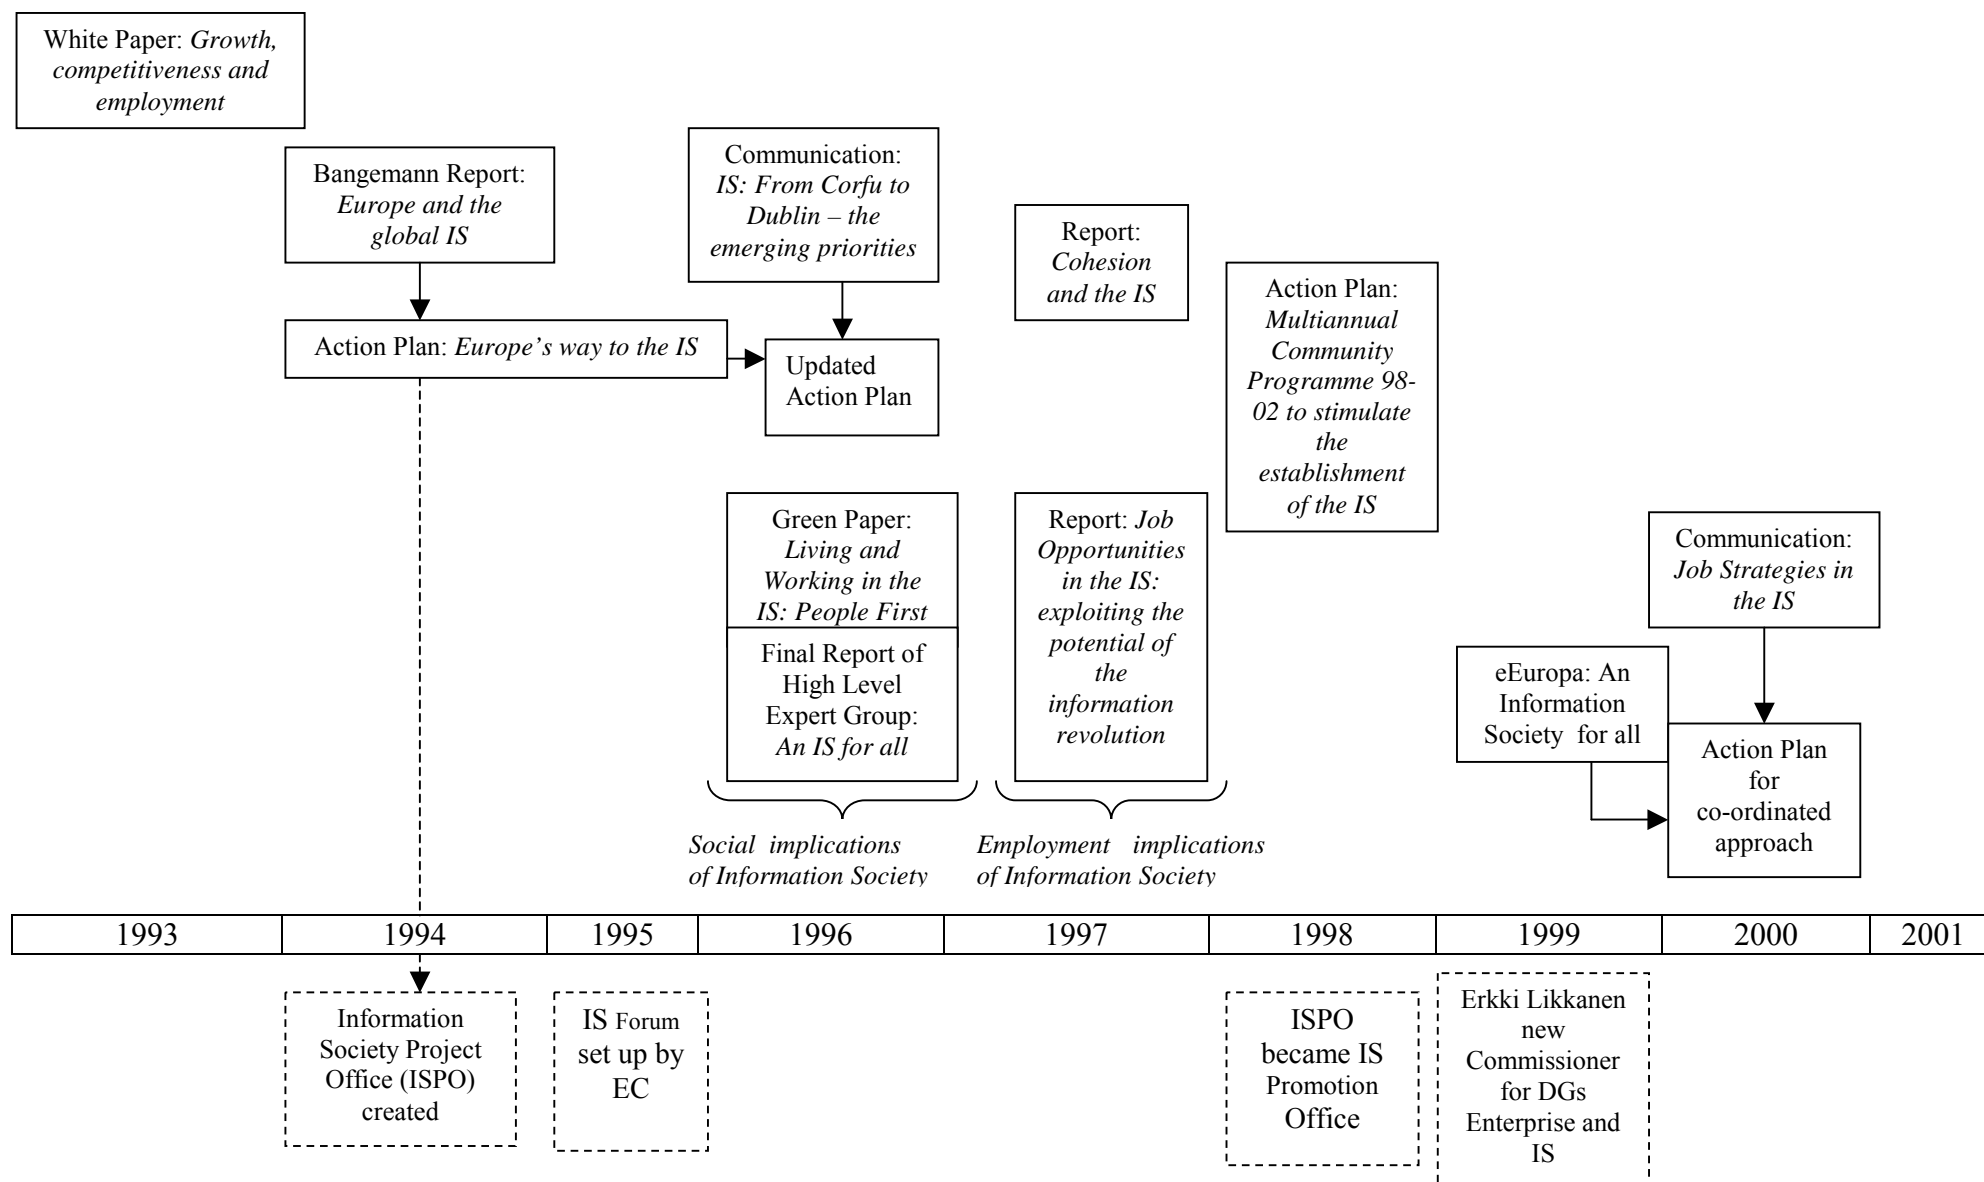 White Paper: Growth,
competitiveness and
employment
Bangemann Report:
Europe and the
global IS
Communication:
IS: From Corfu to
Dublin – the
emerging priorities
Report:
Cohesion
and the IS
Action Plan:
Multiannual
Community
Programme 98-
02 to stimulate
the
establishment
of the IS
Action Plan: Europe’s way to the IS
Updated
Action Plan
Green Paper:
Living and
Working in the
IS: People First
Final Report of
High Level
Expert Group:
An IS for all
Report: Job
Opportunities
in the IS:
exploiting the
potential of
the
information
revolution
Communication:
Job Strategies in
the IS
eEuropa: An
Information
Society for all
Action Plan
for
co-ordinated
approach
Social implications
of Information Society
Employment implications
of Information Society
1993 1994 1995 1996 1997 1998 1999 2000 2001
Information
Society Project
Office (ISPO)
created
IS Forum
set up by
EC
ISPO
became IS
Promotion
Office
Erkki Likkanen
new
Commissioner
for DGs
Enterprise and
IS